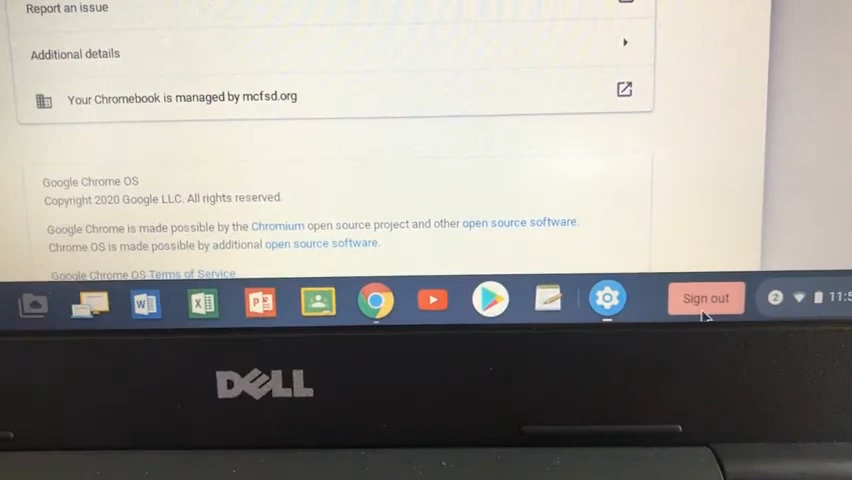 Report an issue
Additional details
Your Chromebook is managed by mcfsd.org
Google Chrome OS
Copyright 2020 Google LLC. All rights reserved.
Google Chrome is made possible by the Chromium open source project and other open source software.
Chrome OS is made possible by additional open source software.
Google Chrome OS Terms of Service
W
X
P
Sign out
2
11:5
DELL